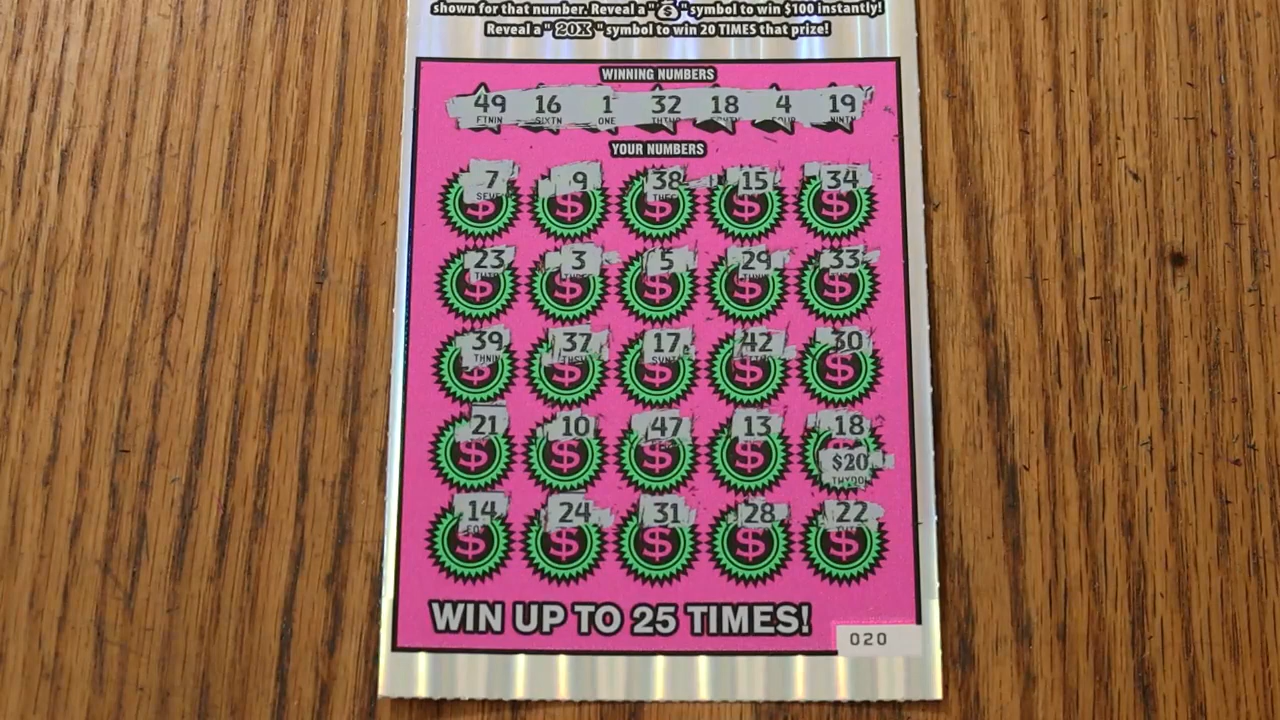 shown for that number. Reveal a " $ " symbol to win $100 instantly!
Reveal a " 20X " symbol to win 20 TIMES that prize!
WINNING NUMBERS
49 16 1 32 18 4 19
SIXTN ONE FOUR NINTN
YOUR NUMBERS
7 9 38 15 34
$ $ $ $ $
23 3 5 29 33
$ $ $ $ $
39 37 17 42 30
THNIN
$ $ $ $ $
21 10 47 13 18
$ $ $ $ $20
14 24 31 28 22
$ $ $ $ $
WIN UP TO 25 TIMES!
020